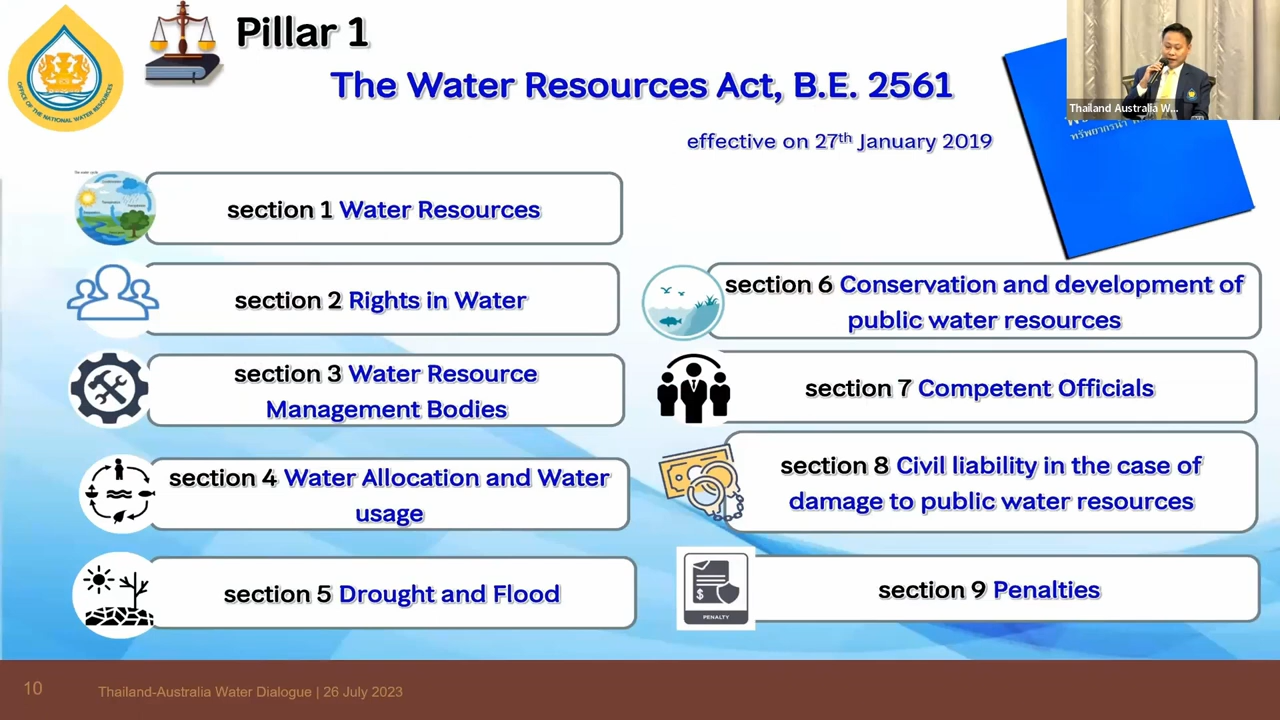 Pillar 1
The Water Resources Act, B.E. 2561
effective on 27th January 2019
OFFICE OF THE NATIONAL WATER RESOURCES
Thailand Australia W...
section 1 Water Resources
section 2 Rights in Water
section 3 Water Resource
Management Bodies
section 4 Water Allocation and Water
usage
section 5 Drought and Flood
section 6 Conservation and development of
public water resources
section 7 Competent Officials
section 8 Civil liability in the case of
damage to public water resources
PENALTY
section 9 Penalties
10
Thailand-Australia Water Dialogue | 26 July 2023